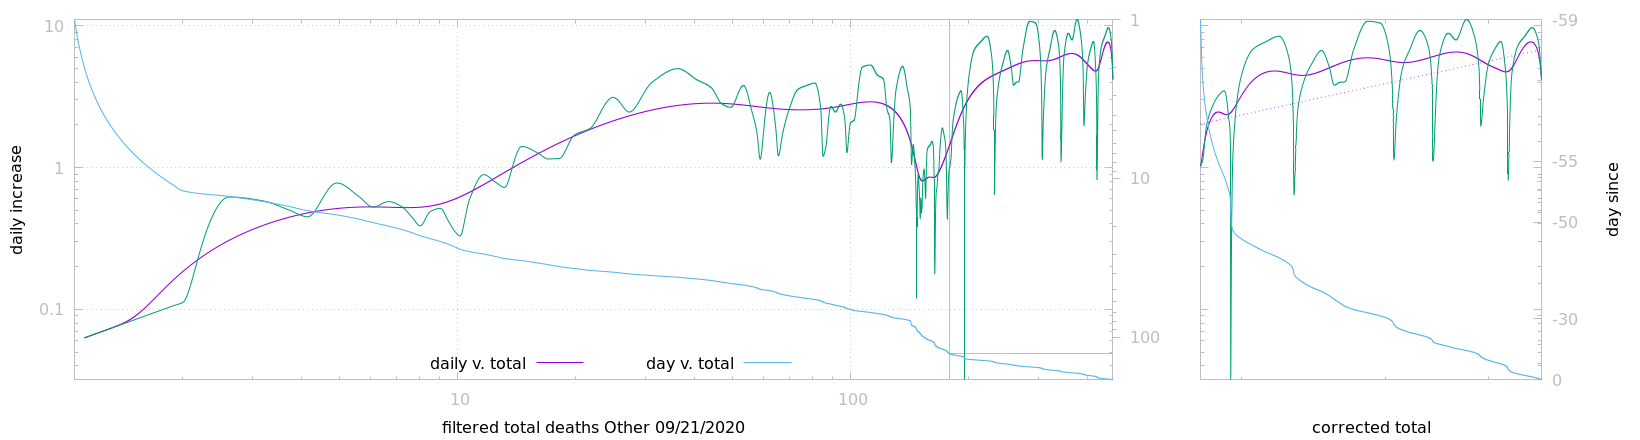 10
1
0.1
daily increase
10
100
daily v. total
day v. total
1
10
100
filtered total deaths Other 09/21/2020
-59
-55
-50
-30
0
day since
corrected total